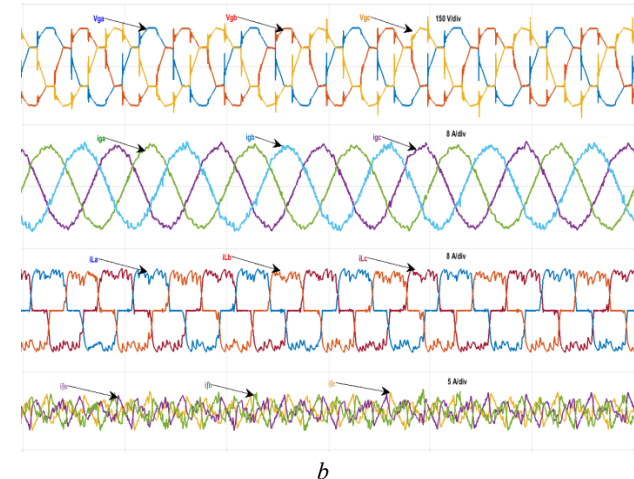 Vga Vgb Vgc 150 V/div
iga igb igc 8 A/div
iLa iLb iLc 8 A/div
5 A/div
b